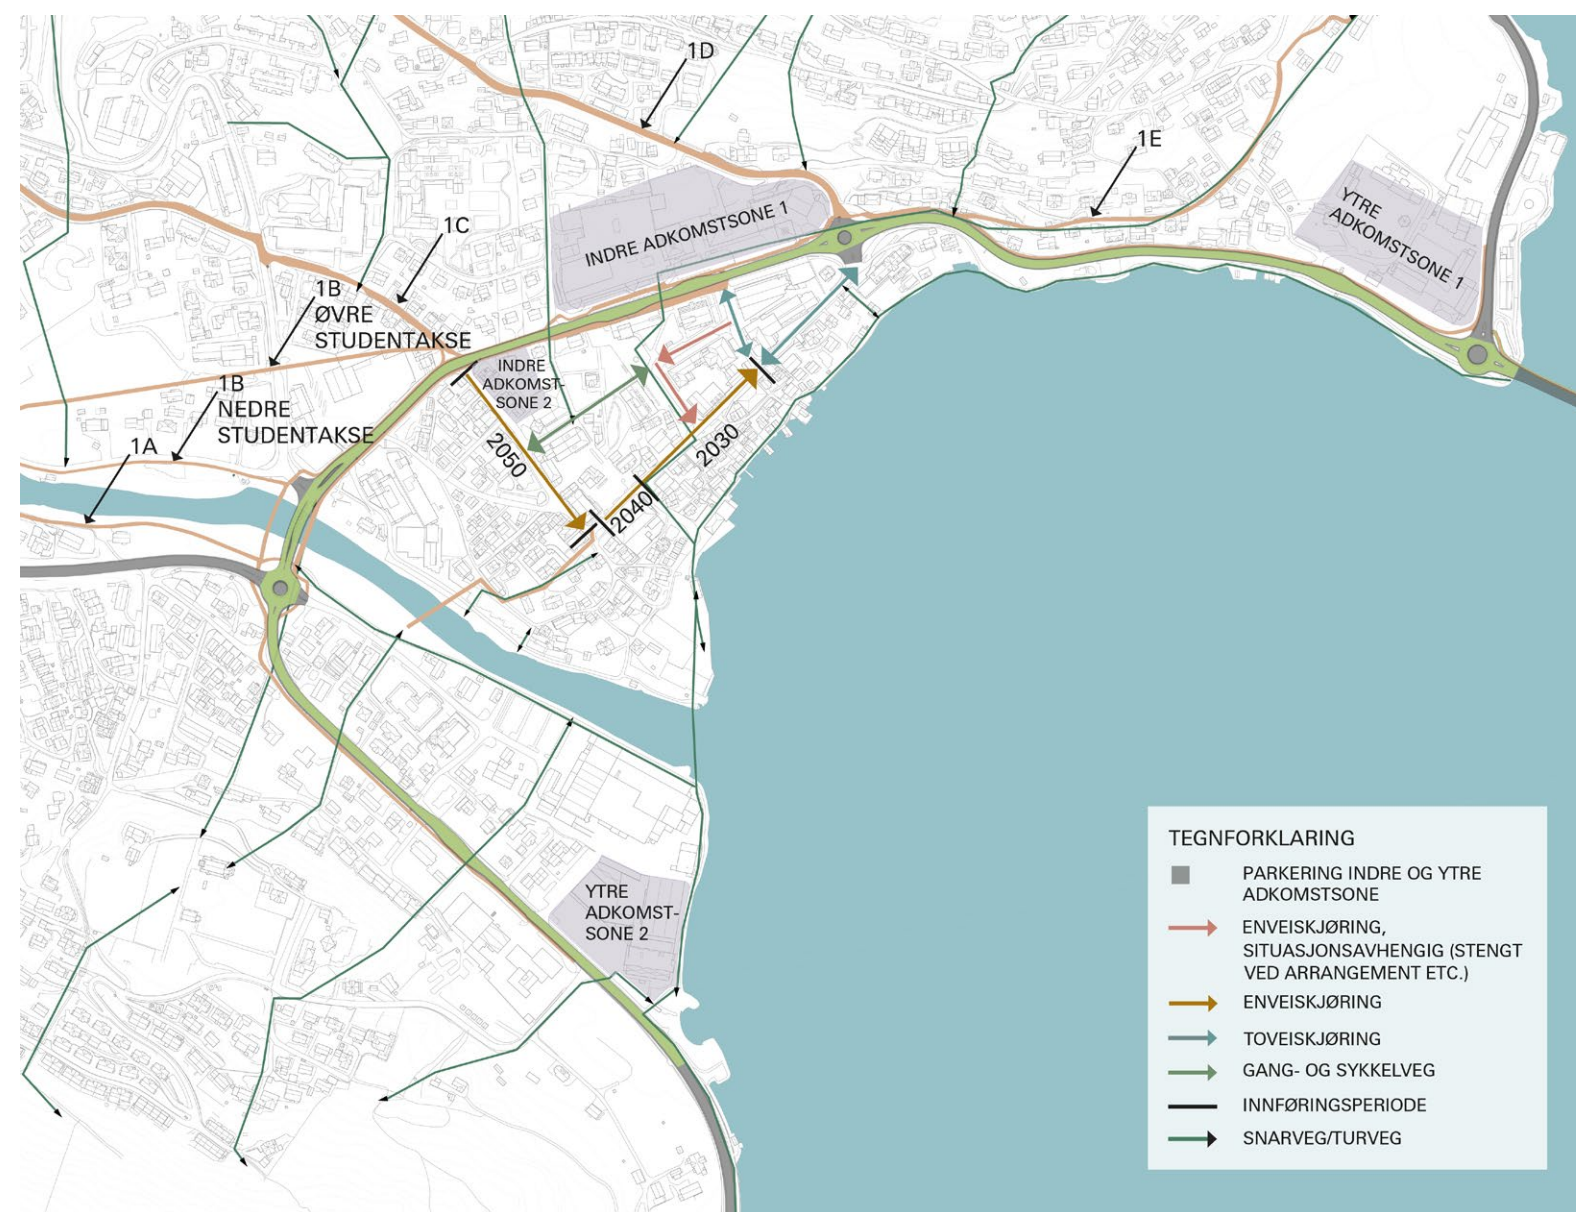 1D
1E
YTRE
ADKOMSTSONE 1
INDRE ADKOMSTSONE 1
1C
1B
ØVRE
STUDENTAKSE
INDRE
ADKOMST-
SONE 2
1B
NEDRE
STUDENTAKSE
1A
2050
2030
2040
YTRE
ADKOMST-
SONE 2
TEGNFORKLARING
PARKERING INDRE OG YTRE
ADKOMSTSONE
ENVEISKJØRING,
SITUASJONSAVHENGIG (STENGT
VED ARRANGEMENT ETC.)
ENVEISKJØRING
TOVEISKJØRING
GANG- OG SYKKELVEG
INNFØRINGSPERIODE
SNARVEG/TURVEG